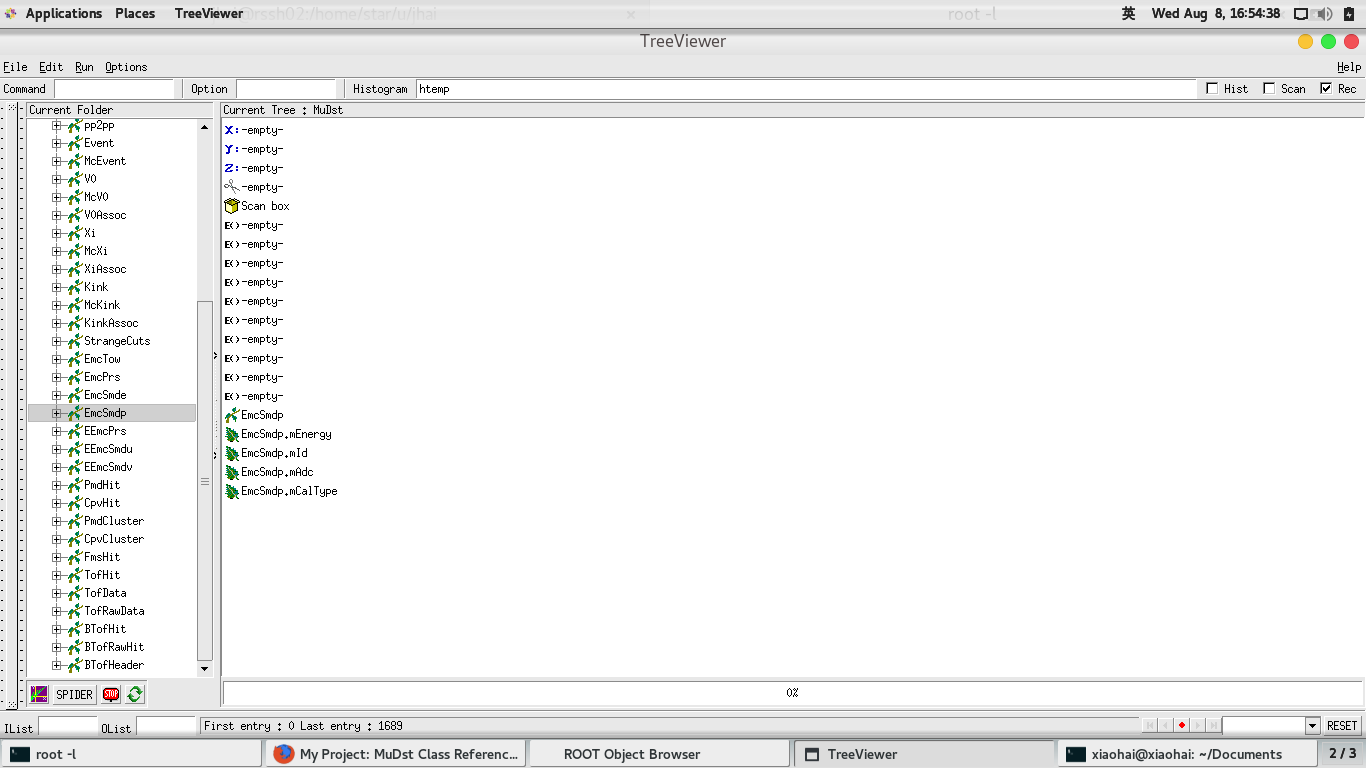 Applications Places TreeViewer @rssh02:/home/star/u/jhai root -l 英 Wed Aug 8, 16:54:38
TreeViewer
File Edit Run Options Help
Command Option Histogram htemp Hist Scan Rec
Current Folder
pp2pp
Event
McEvent
V0
McV0
V0Assoc
Xi
McXi
XiAssoc
Kink
McKink
KinkAssoc
StrangeCuts
EmcTow
EmcPrs
EmcSmde
EmcSmdp
EEmcPrs
EEmcSmdu
EEmcSmdv
PmdHit
CpvHit
PmdCluster
CpvCluster
FmsHit
TofHit
TofData
TofRawData
BTofHit
BTofRawHit
BTofHeader
Current Tree : MuDst
X:-empty-
Y:-empty-
Z:-empty-
-empty-
Scan box
E()-empty-
E()-empty-
E()-empty-
E()-empty-
E()-empty-
E()-empty-
E()-empty-
E()-empty-
E()-empty-
E()-empty-
EmcSmdp
EmcSmdp.mEnergy
EmcSmdp.mId
EmcSmdp.mAdc
EmcSmdp.mCalType
SPIDER STOP 0%
IList OList First entry : 0 Last entry : 1689 RESET
root -l My Project: MuDst Class Referenc... ROOT Object Browser TreeViewer xiaohai@xiaohai: ~/Documents 2 / 3